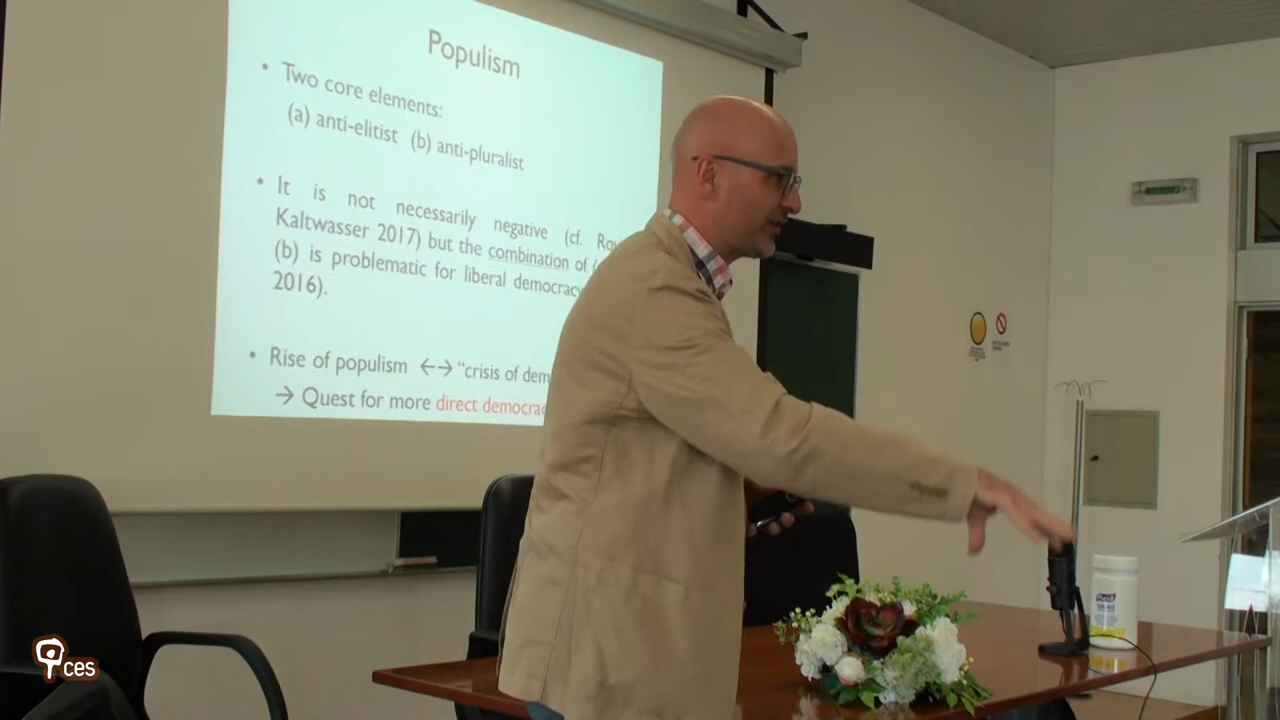 Populism
• Two core elements:
(a) anti-elitist (b) anti-pluralist
• It is not necessarily negative (cf.
Kaltwasser 2017) but the combination of
(b) is problematic for liberal democracy
2016).
• Rise of populism ←→ "crisis of dem
→ Quest for more direct democrac
ces